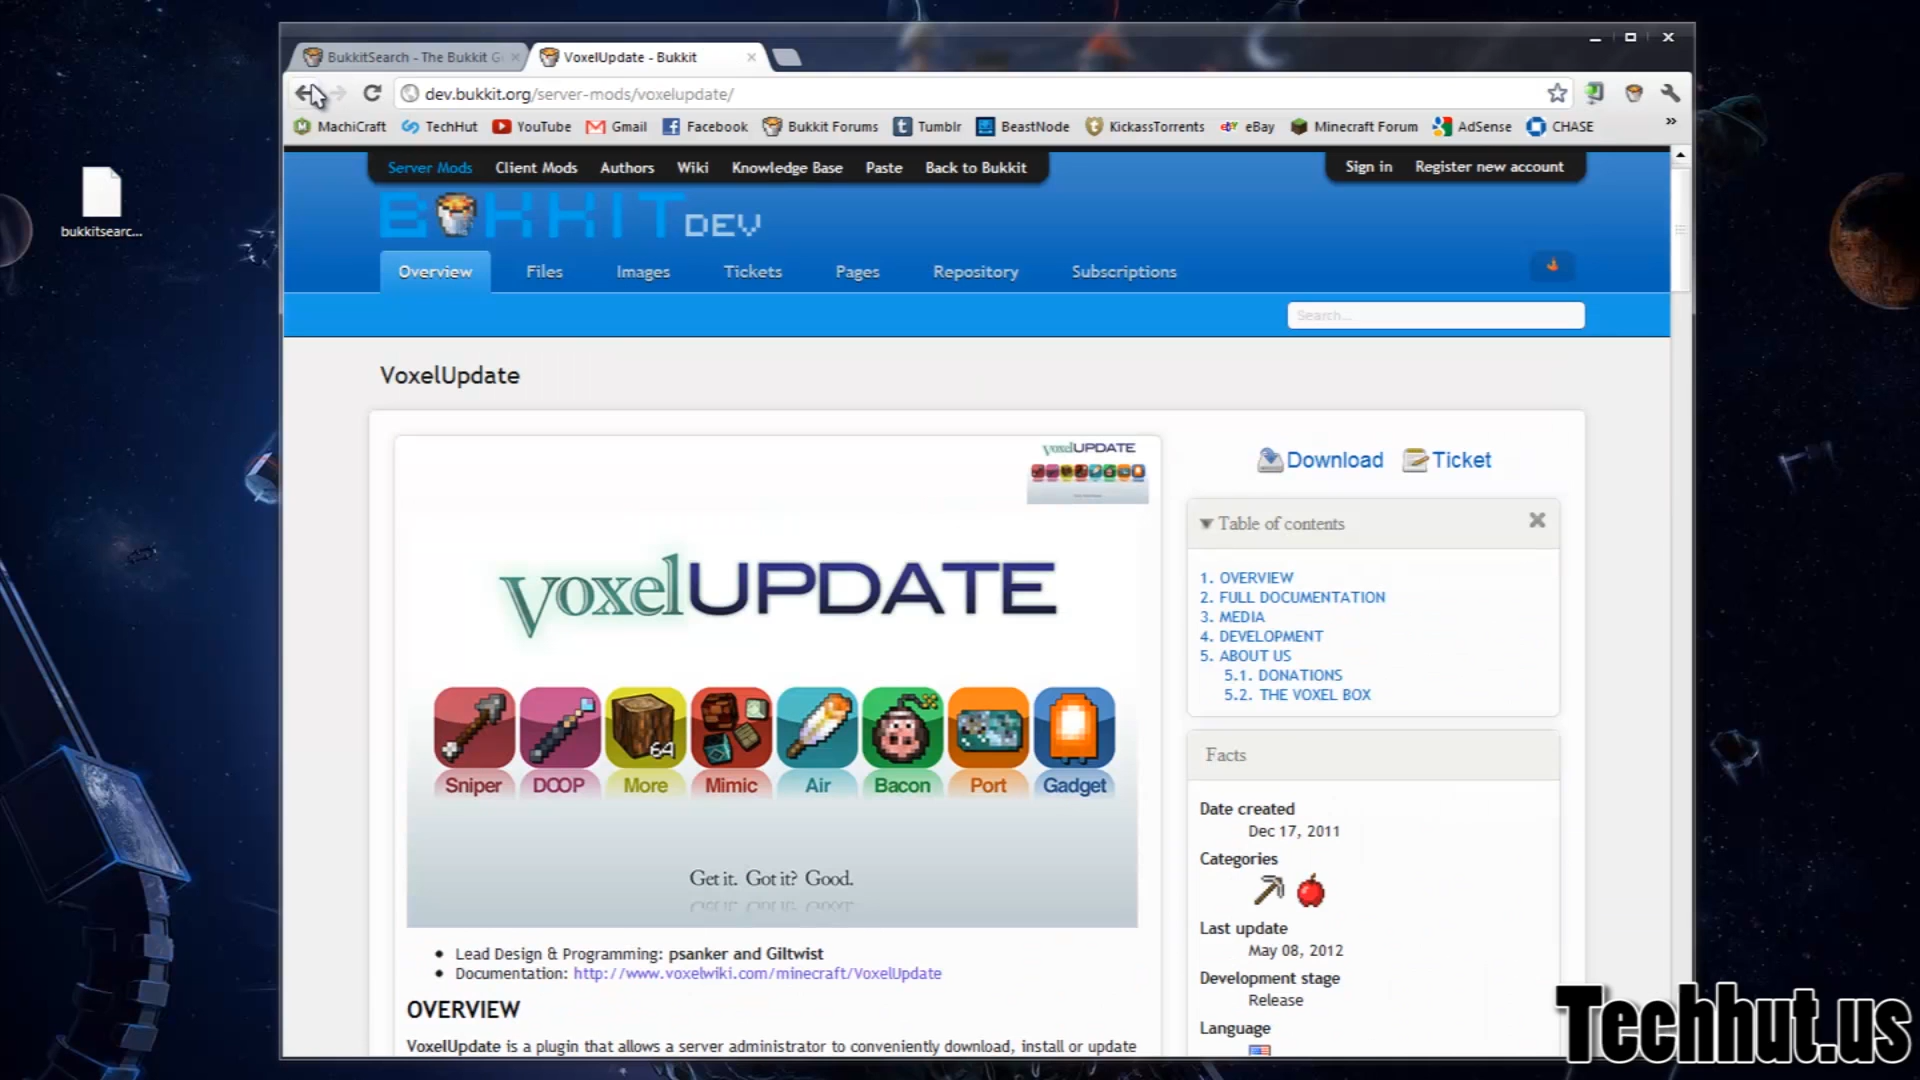 BukkitSearch - The Bukkit G
VoxelUpdate - Bukkit
dev.bukkit.org/server-mods/voxelupdate/
MachiCraft TechHut YouTube Gmail Facebook Bukkit Forums Tumblr BeastNode KickassTorrents eBay Minecraft Forum AdSense CHASE »
bukkitsearc...
Server Mods Client Mods Authors Wiki Knowledge Base Paste Back to Bukkit
Sign in Register new account
BUKKIT DEV
Overview Files Images Tickets Pages Repository Subscriptions
Search...
VoxelUpdate
voxelUPDATE
Download Ticket
Table of contents
1. OVERVIEW
2. FULL DOCUMENTATION
3. MEDIA
4. DEVELOPMENT
5. ABOUT US
5.1. DONATIONS
5.2. THE VOXEL BOX
voxelUPDATE
64
Sniper DOOP More Mimic Air Bacon Port Gadget
Get it. Got it? Good.
Facts
Date created
Dec 17, 2011
Categories
Last update
May 08, 2012
Development stage
Release
Language
Lead Design & Programming: psanker and Giltwist
Documentation: http://www.voxelwiki.com/minecraft/VoxelUpdate
OVERVIEW
VoxelUpdate is a plugin that allows a server administrator to conveniently download, install or update
Techhut.us